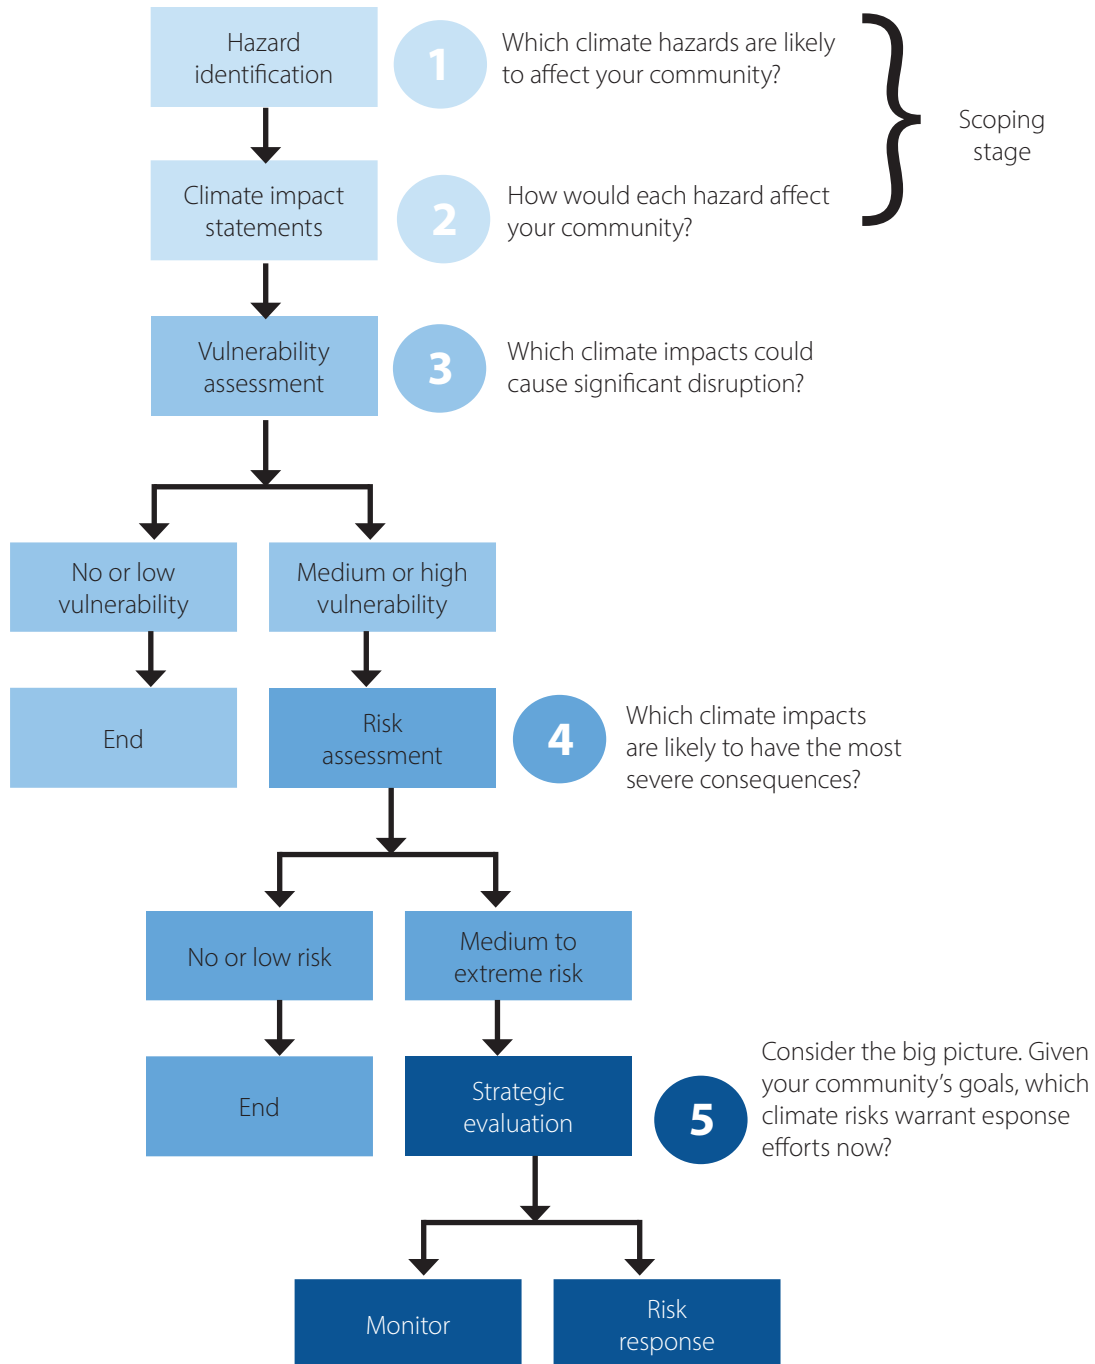 Hazard
identification
1
Which climate hazards are likely
to affect your community?
Scoping
stage
Climate impact
statements
2
How would each hazard affect
your community?
Vulnerability
assessment
3
Which climate impacts could
cause significant disruption?
No or low
vulnerability
Medium or high
vulnerability
End
Risk
assessment
4
Which climate impacts
are likely to have the most
severe consequences?
No or low risk
Medium to
extreme risk
End
Strategic
evaluation
5
Consider the big picture. Given
your community’s goals, which
climate risks warrant esponse
efforts now?
Monitor
Risk
response